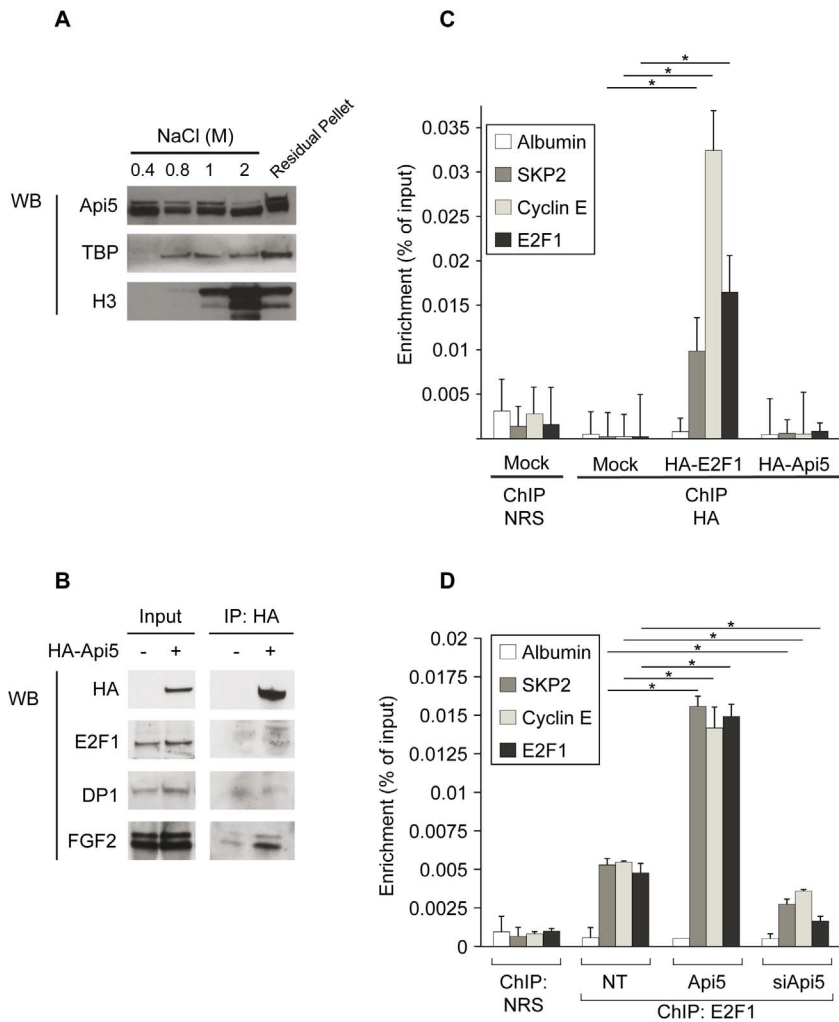 A
NaCl (M)
0.4 0.8 1 2 Residual Pellet
WB
Api5
TBP
H3
B
Input IP: HA
HA-Api5 - + - +
WB
HA
E2F1
DP1
FGF2
C
* 
*
*
Enrichment (% of input)
0.035
0.03
0.025
0.02
0.015
0.01
0.005
Albumin
SKP2
Cyclin E
E2F1
Mock Mock HA-E2F1 HA-Api5
ChIP NRS
ChIP HA
D
*
*
*
*
*
*
Enrichment (% of input)
0.02
0.0175
0.015
0.0125
0.01
0.0075
0.005
0.0025
0
Albumin
SKP2
Cyclin E
E2F1
ChIP: NRS
NT Api5 siApi5
ChIP: E2F1